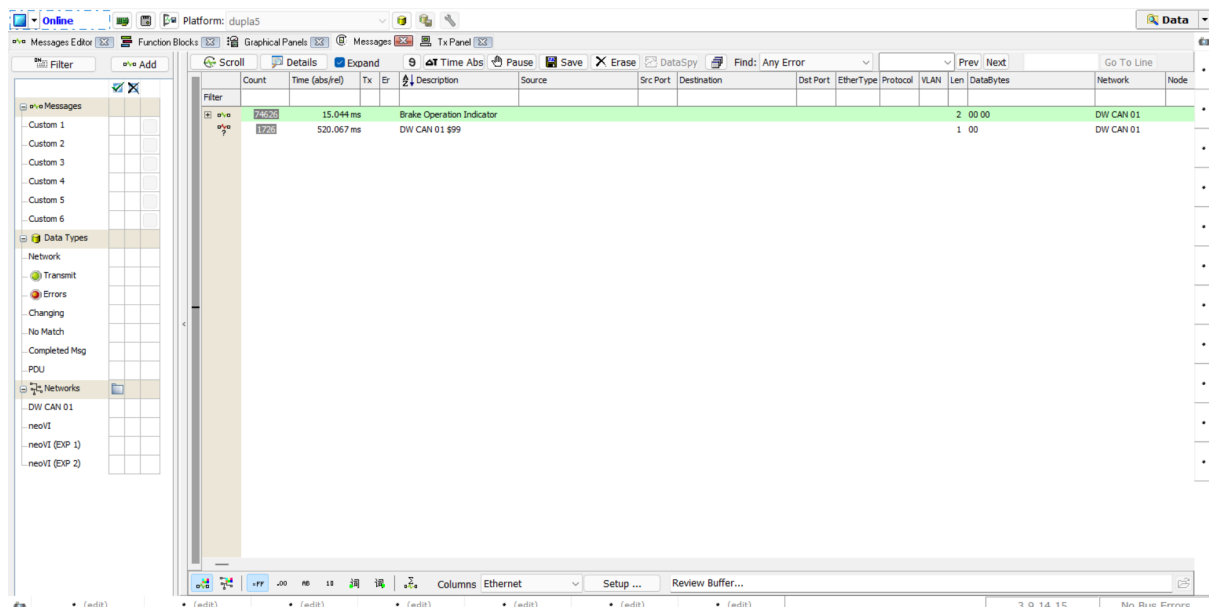 Online Platform: dupla5 Data
Messages Editor Function Blocks Graphical Panels Messages Tx Panel
Filter Add Scroll Details Expand 9 ΔT Time Abs Pause Save Erase DataSpy Find: Any Error Prev Next Go To Line
Count Time (abs/rel) Tx Er Description Source Src Port Destination Dst Port EtherType Protocol VLAN Len DataBytes Network Node
Filter
Messages
74626 15.044 ms Brake Operation Indicator 2 00 00 DW CAN 01
Custom 1
1726 520.067 ms DW CAN 01 $99 1 00 DW CAN 01
Custom 2
Custom 3
Custom 4
Custom 5
Custom 6
Data Types
Network
Transmit
Errors
Changing
No Match
Completed Msg
PDU
Networks
DW CAN 01
neoVI
neoVI (EXP 1)
neoVI (EXP 2)
Columns Ethernet Setup ... Review Buffer...
(edit) (edit) (edit) (edit) (edit) (edit) (edit) 3.9.14.15 No Bus Errors